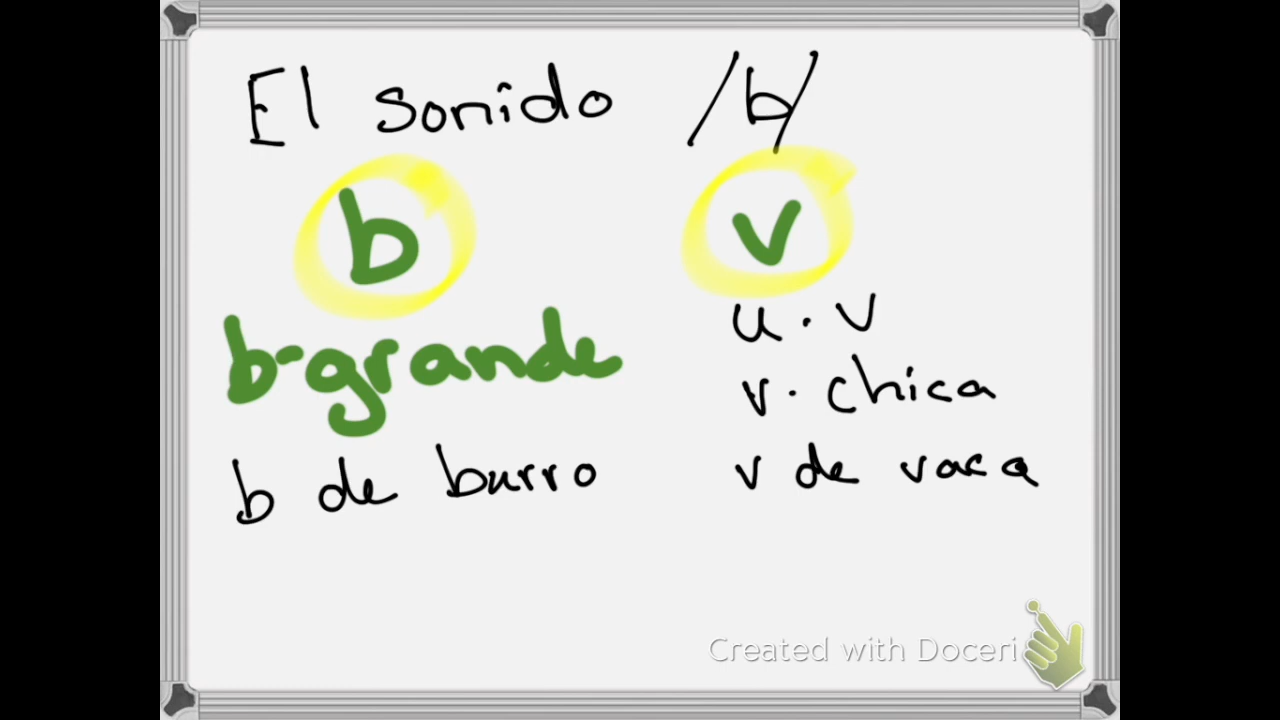 El sonido /b/
b v
b-grande u·v
v·chica
b de burro v de vaca
Created with Doceri